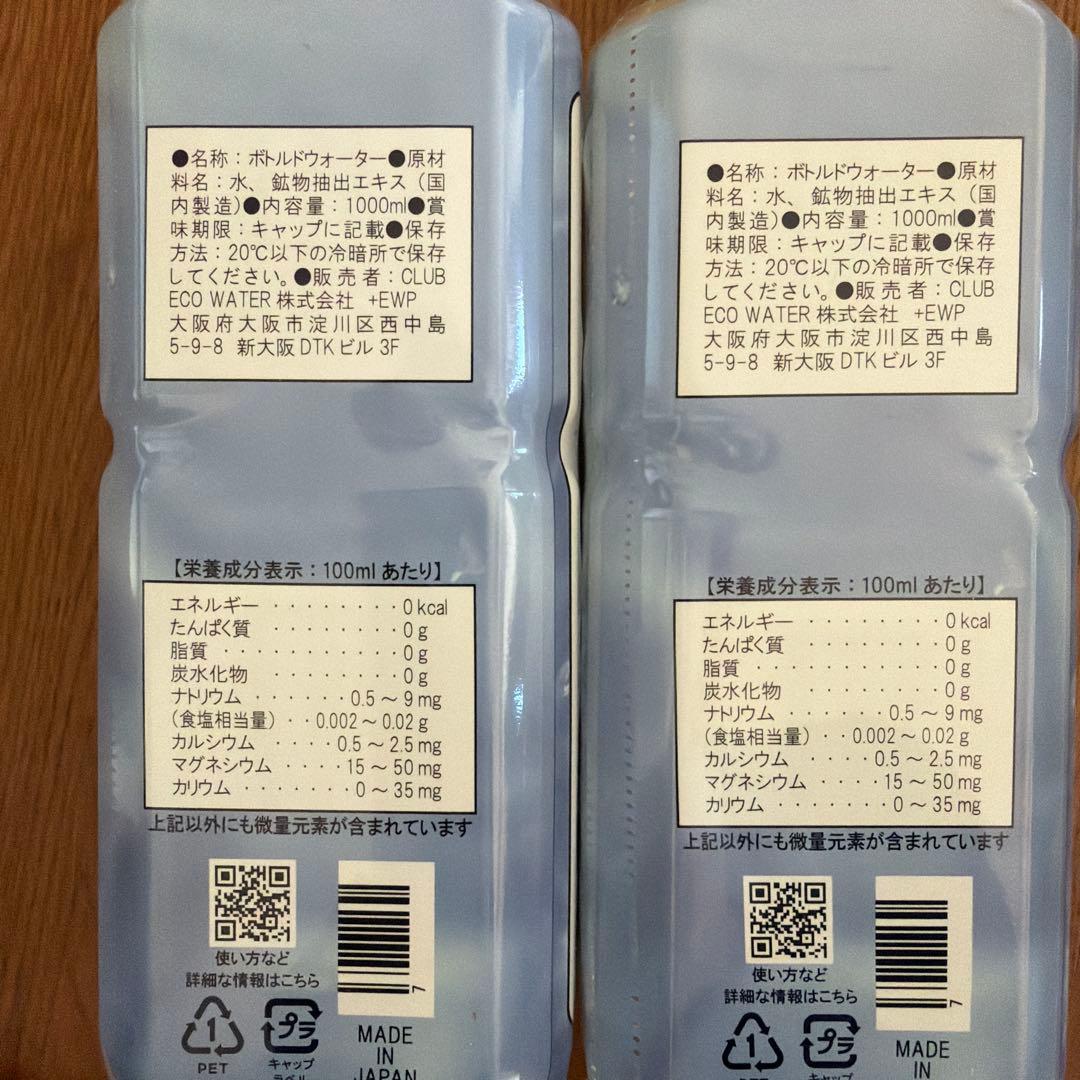 ●名称：ボトルドウォーター●原材
料名：水、鉱物抽出エキス（国
内製造）●内容量：1000ml●賞
味期限：キャップに記載●保存
方法：20℃以下の冷暗所で保存
してください。●販売者：CLUB
ECO WATER 株式会社 +EWP
大阪府大阪市淀川区西中島
5-9-8 新大阪DTKビル 3F
【栄養成分表示：100ml あたり】
エネルギー ········ 0 kcal
たんぱく質 ········ 0 g
脂質 ·········· 0 g
炭水化物 ········ 0 g
ナトリウム ······ 0.5 ～ 9 mg
（食塩相当量） ·· 0.002 ～ 0.02 g
カルシウム ···· 0.5 ～ 2.5 mg
マグネシウム ···· 15 ～ 50 mg
カリウム ······· 0 ～ 35 mg
上記以外にも微量元素が含まれています
使い方など
詳細な情報はこちら
7
1
PET
プラ
キャップ
ラベル
MADE
IN
JAPAN
●名称：ボトルドウォーター●原材
料名：水、鉱物抽出エキス（国
内製造）●内容量：1000ml●賞
味期限：キャップに記載●保存
方法：20℃以下の冷暗所で保存
してください。●販売者：CLUB
ECO WATER 株式会社 +EWP
大阪府大阪市淀川区西中島
5-9-8 新大阪DTKビル 3F
【栄養成分表示：100ml あたり】
エネルギー ········ 0 kcal
たんぱく質 ········ 0 g
脂質 ·········· 0 g
炭水化物 ········ 0 g
ナトリウム ······ 0.5 ～ 9 mg
（食塩相当量） ·· 0.002 ～ 0.02 g
カルシウム ···· 0.5 ～ 2.5 mg
マグネシウム ···· 15 ～ 50 mg
カリウム ······· 0 ～ 35 mg
上記以外にも微量元素が含まれています
使い方など
詳細な情報はこちら
7
1
プラ
MADE
IN